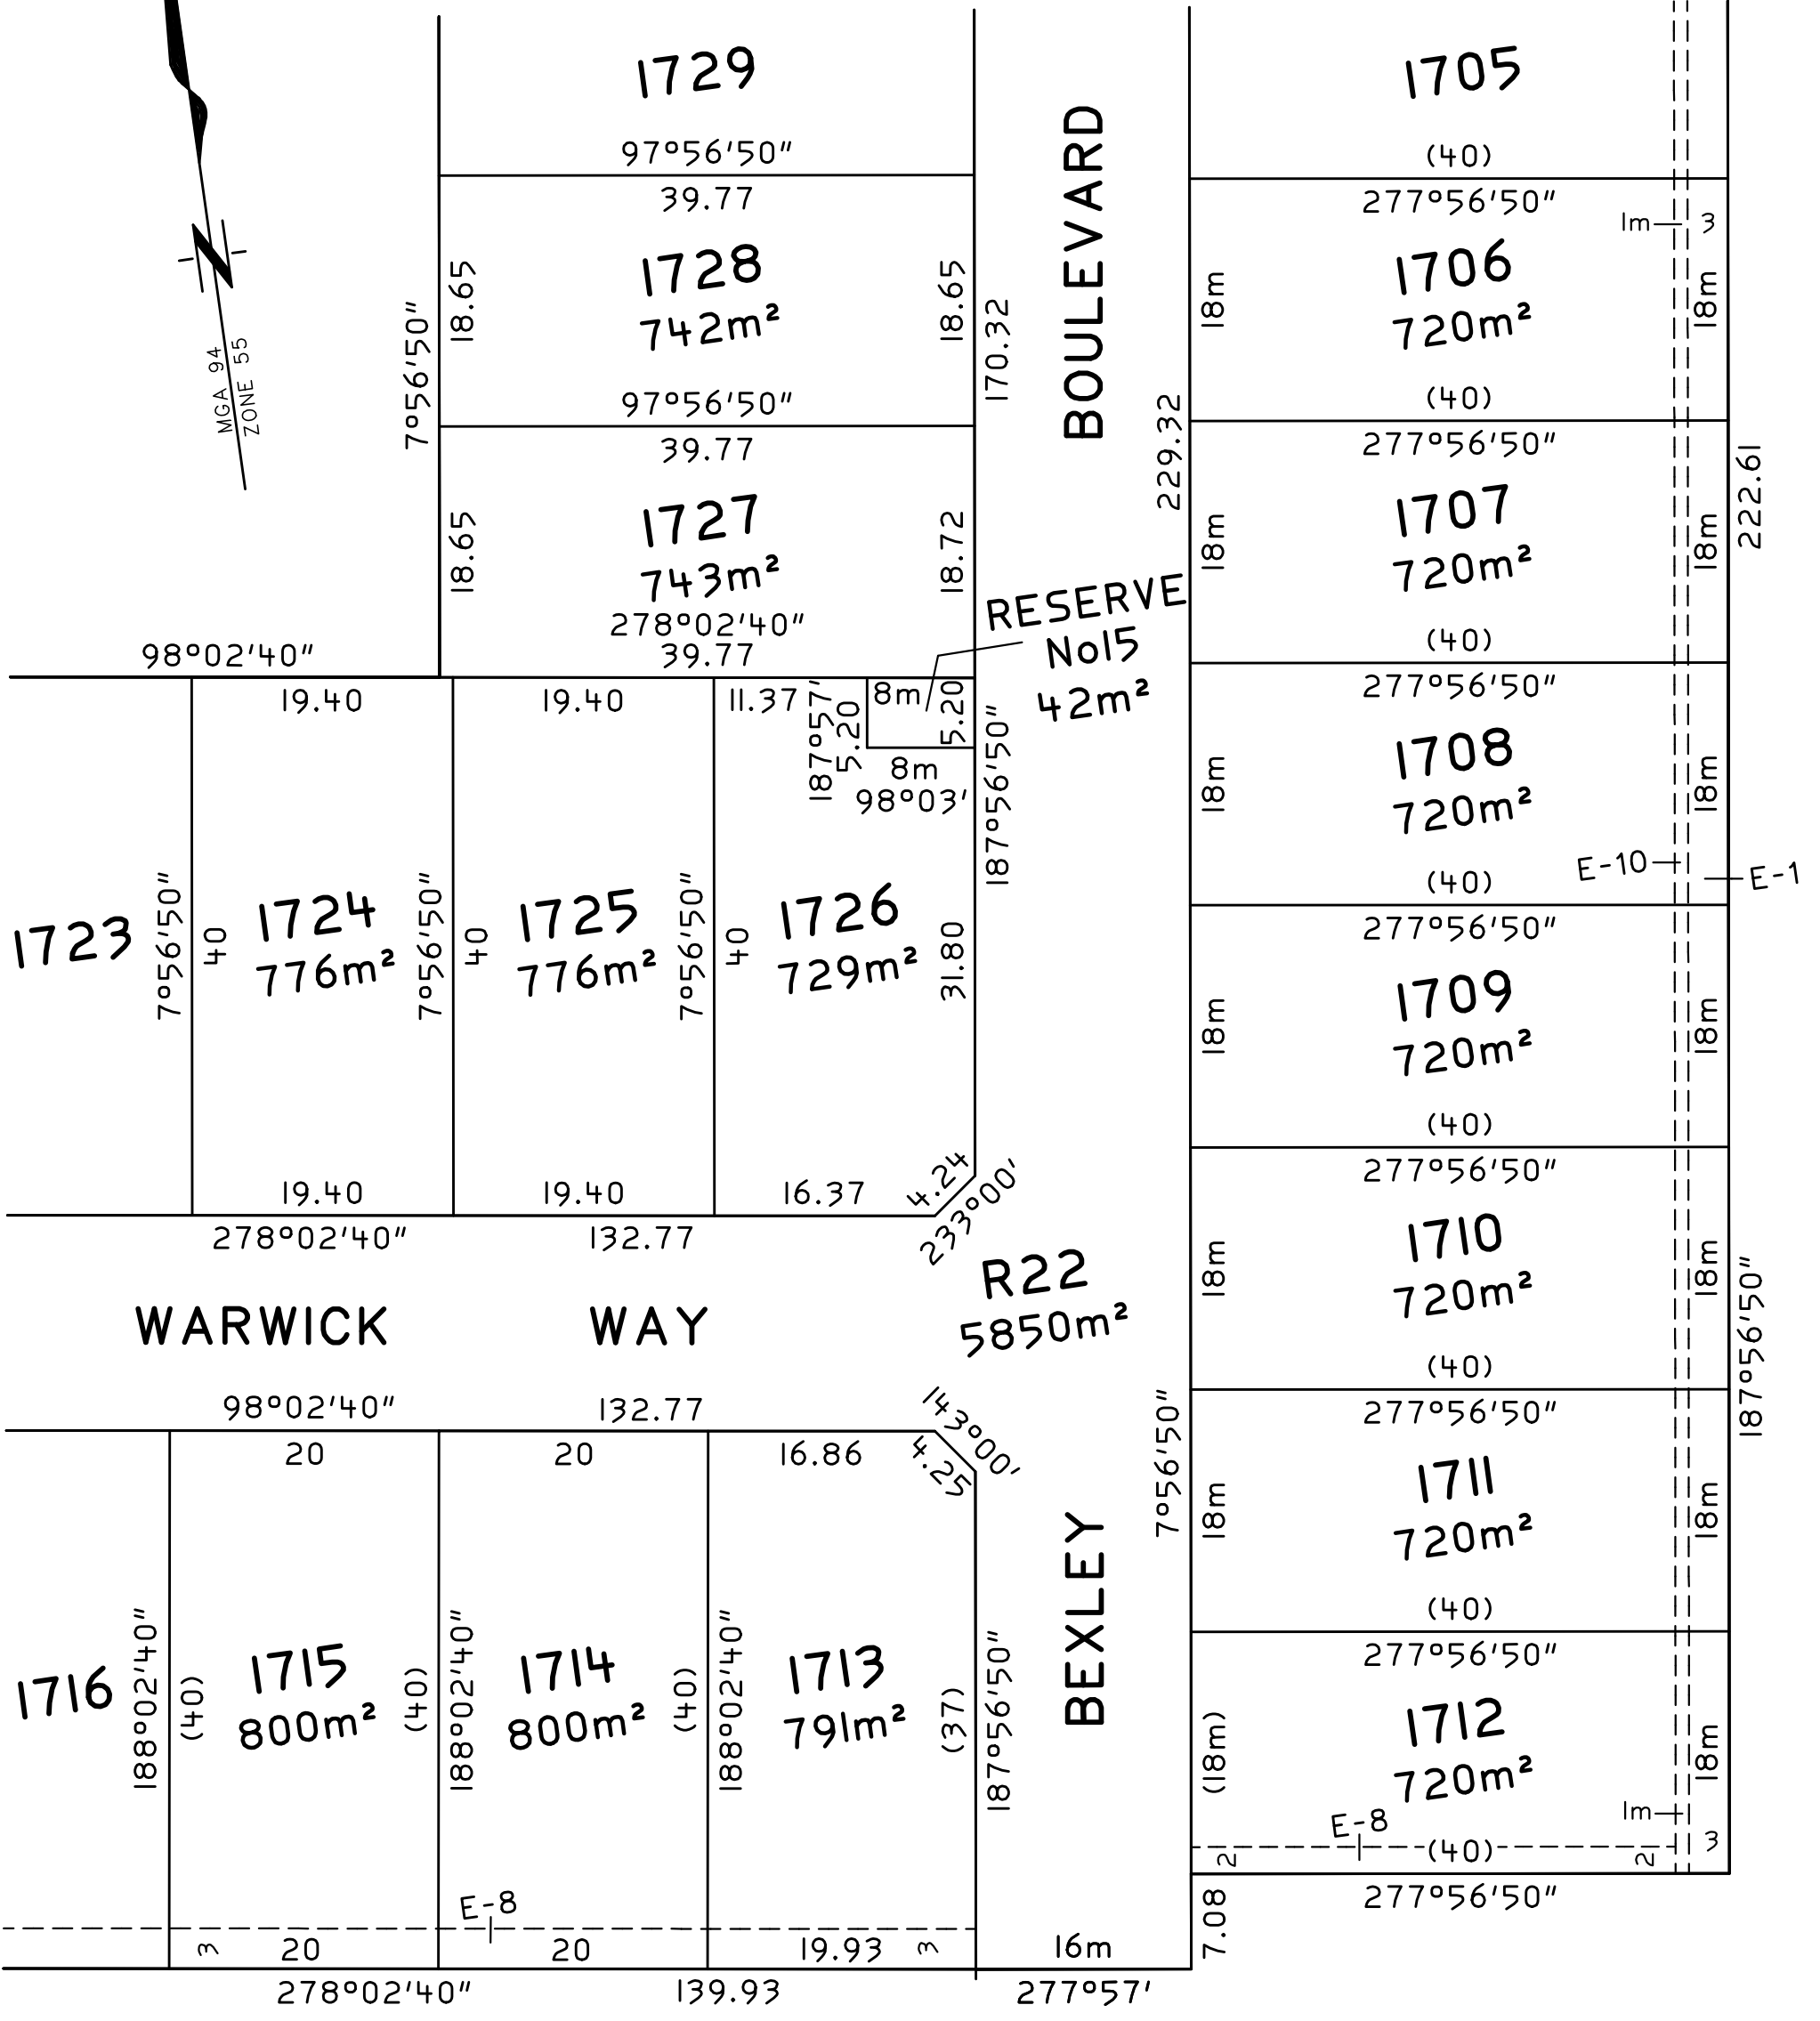 1729
97°56'50"
39.77
1728
742m²
18.65
18.65
7°56'50"
170.32
97°56'50"
39.77
1727
743m²
18.65
18.72
278°02'40"
39.77
98°02'40"
MGA 94
ZONE 55
N
BOULEVARD
229.32
RESERVE
No15
42m²
1705
(40)
277°56'50"
1m
3
1706
720m²
18m
18m
(40)
277°56'50"
1707
720m²
18m
18m
222.61
(40)
277°56'50"
1708
720m²
18m
18m
E-10
E-1
(40)
277°56'50"
1709
720m²
18m
18m
(40)
277°56'50"
1710
720m²
18m
18m
187°56'50"
(40)
277°56'50"
1711
720m²
18m
18m
7°56'50"
(40)
277°56'50"
1712
720m²
(18m)
18m
1m
E-8
(40)
2
2
3
277°56'50"
7.08
19.40
19.40
11.37
187°57'
5.20
8m
5.20
8m
98°03'
187°56'50"
1723
7°56'50"
40
1724
776m²
7°56'50"
40
1725
776m²
7°56'50"
40
1726
729m²
31.80
19.40
19.40
16.37
4.24
233°00'
278°02'40"
132.77
R22
5850m²
WARWICK WAY
98°02'40"
132.77
143°00'
4.25
20
20
16.86
1716
188°02'40"
(40)
1715
800m²
(40)
188°02'40"
1714
800m²
(40)
188°02'40"
1713
791m²
(37)
187°56'50"
BEXLEY
E-8
3
20
20
19.93
3
16m
278°02'40"
139.93
277°57'